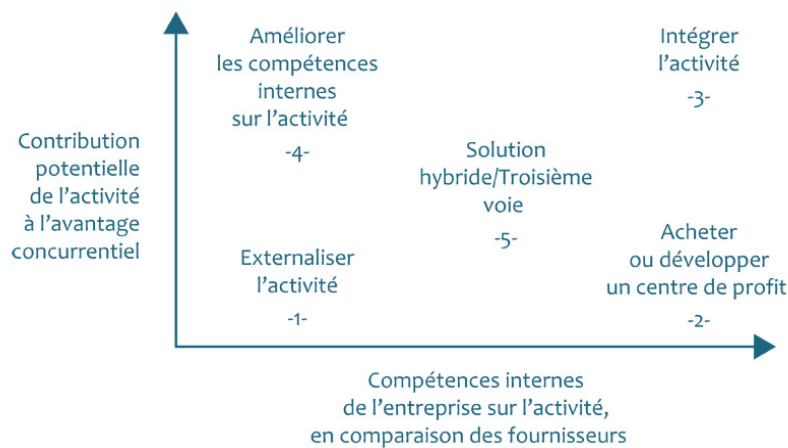 Améliorer
les compétences
internes
sur l’activité
-4-
Intégrer
l’activité
-3-
Contribution
potentielle
de l’activité
à l’avantage
concurrentiel
Solution
hybride/Troisième
voie
-5-
Externaliser
l’activité
-1-
Acheter
ou développer
un centre de profit
-2-
Compétences internes
de l’entreprise sur l’activité,
en comparaison des fournisseurs